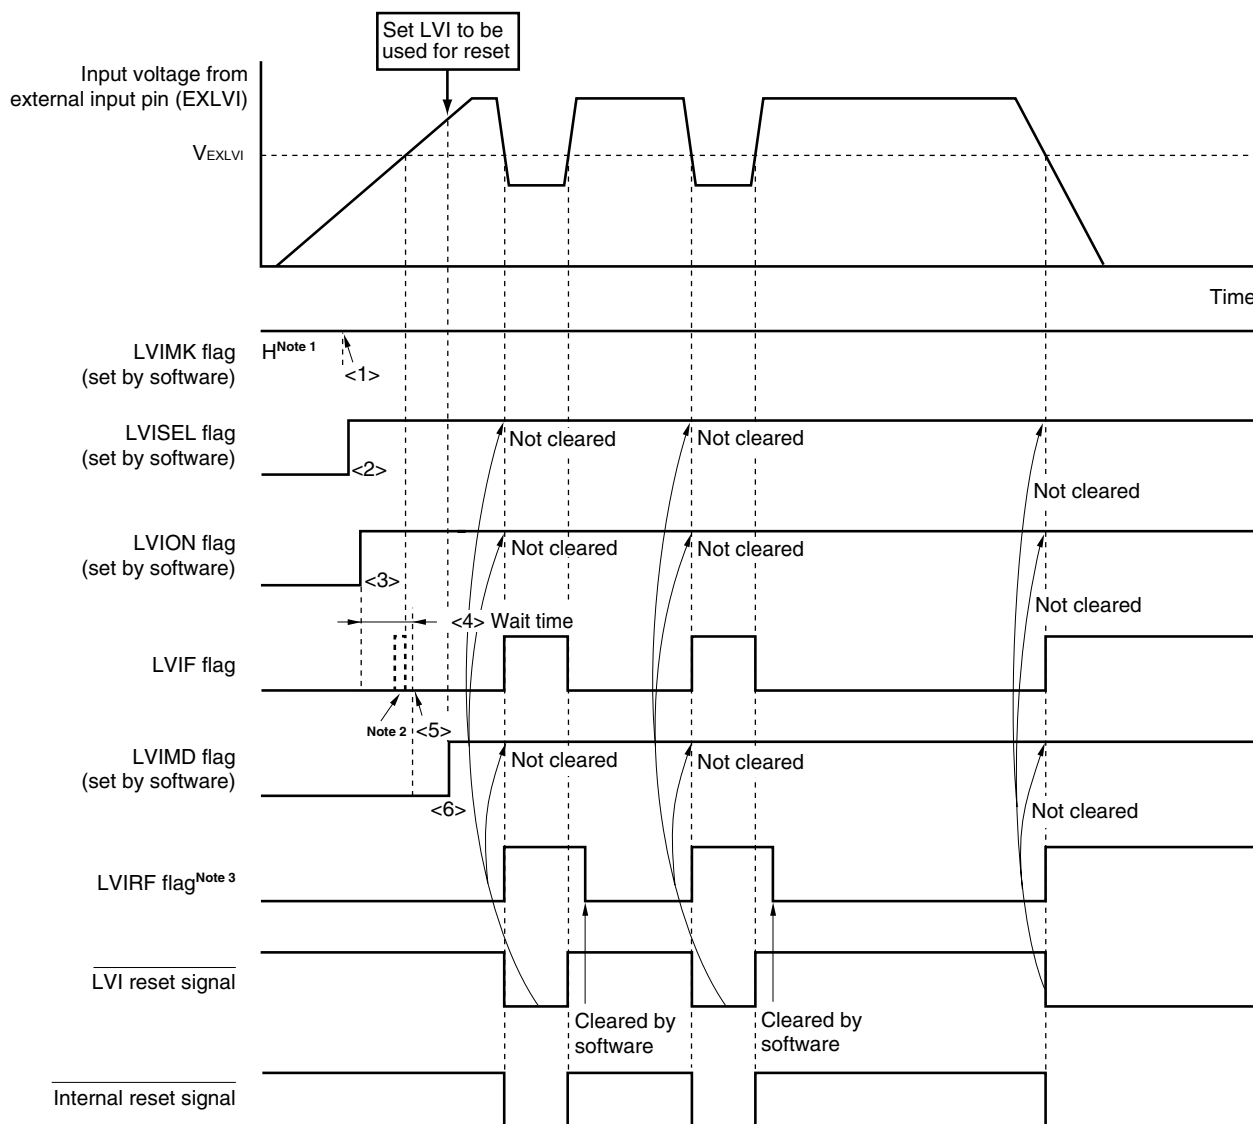 Set LVI to be
used for reset
Input voltage from
external input pin (EXLVI)
VEXLVI
Time
LVIMK flag
(set by software)
H Note 1
<1>
LVISEL flag
(set by software)
<2>
Not cleared
Not cleared
Not cleared
LVION flag
(set by software)
<3>
Not cleared
Not cleared
Not cleared
<4> Wait time
LVIF flag
Note 2
<5>
LVIMD flag
(set by software)
<6>
Not cleared
Not cleared
Not cleared
LVIRF flag Note 3
LVI reset signal
Cleared by
software
Cleared by
software
Internal reset signal